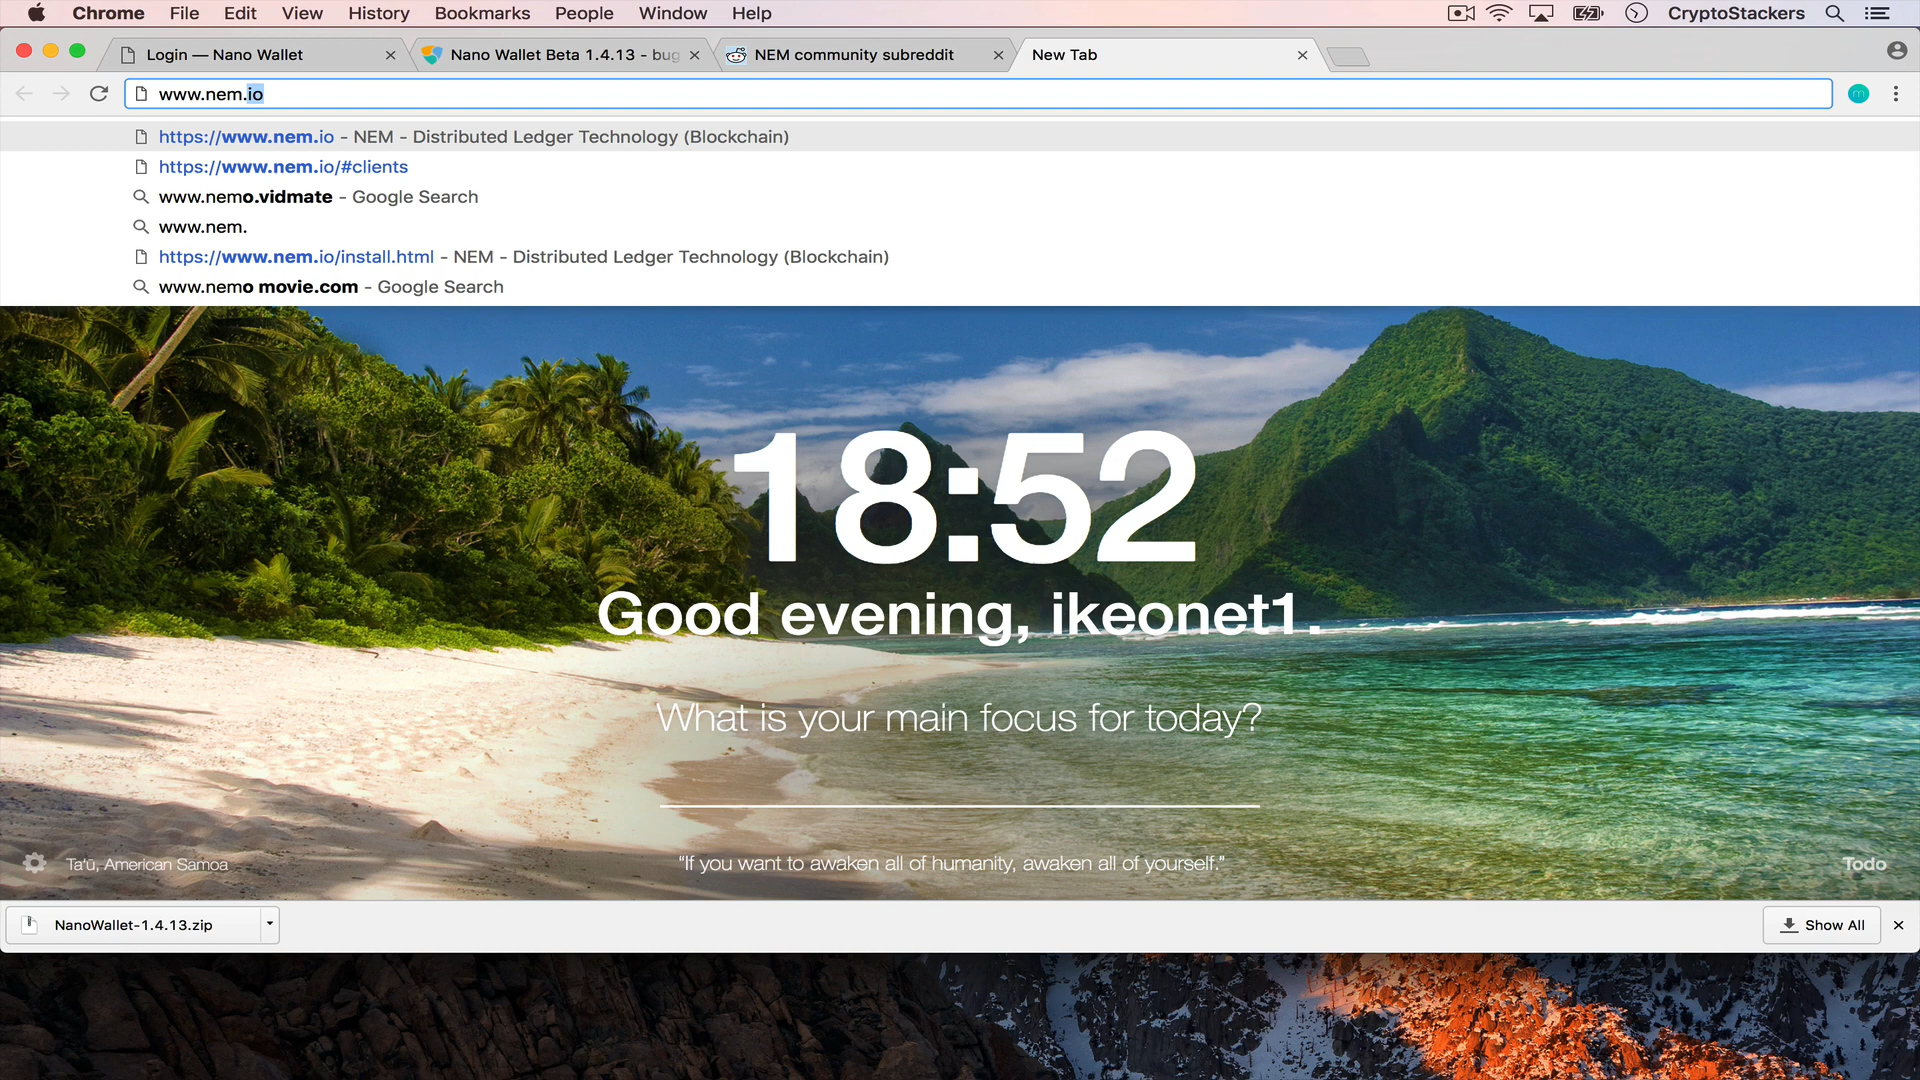 Chrome File Edit View History Bookmarks People Window Help CryptoStackers
Login — Nano Wallet
Nano Wallet Beta 1.4.13 - bug
NEM community subreddit
New Tab
www.nem.io
m
https://www.nem.io - NEM - Distributed Ledger Technology (Blockchain)
https://www.nem.io/#clients
www.nemo.vidmate - Google Search
www.nem.
https://www.nem.io/install.html - NEM - Distributed Ledger Technology (Blockchain)
www.nemo movie.com - Google Search
18:52
Good evening, ikeonet1.
What is your main focus for today?
Ta'ū, American Samoa
“If you want to awaken all of humanity, awaken all of yourself.”
Todo
NanoWallet-1.4.13.zip
Show All